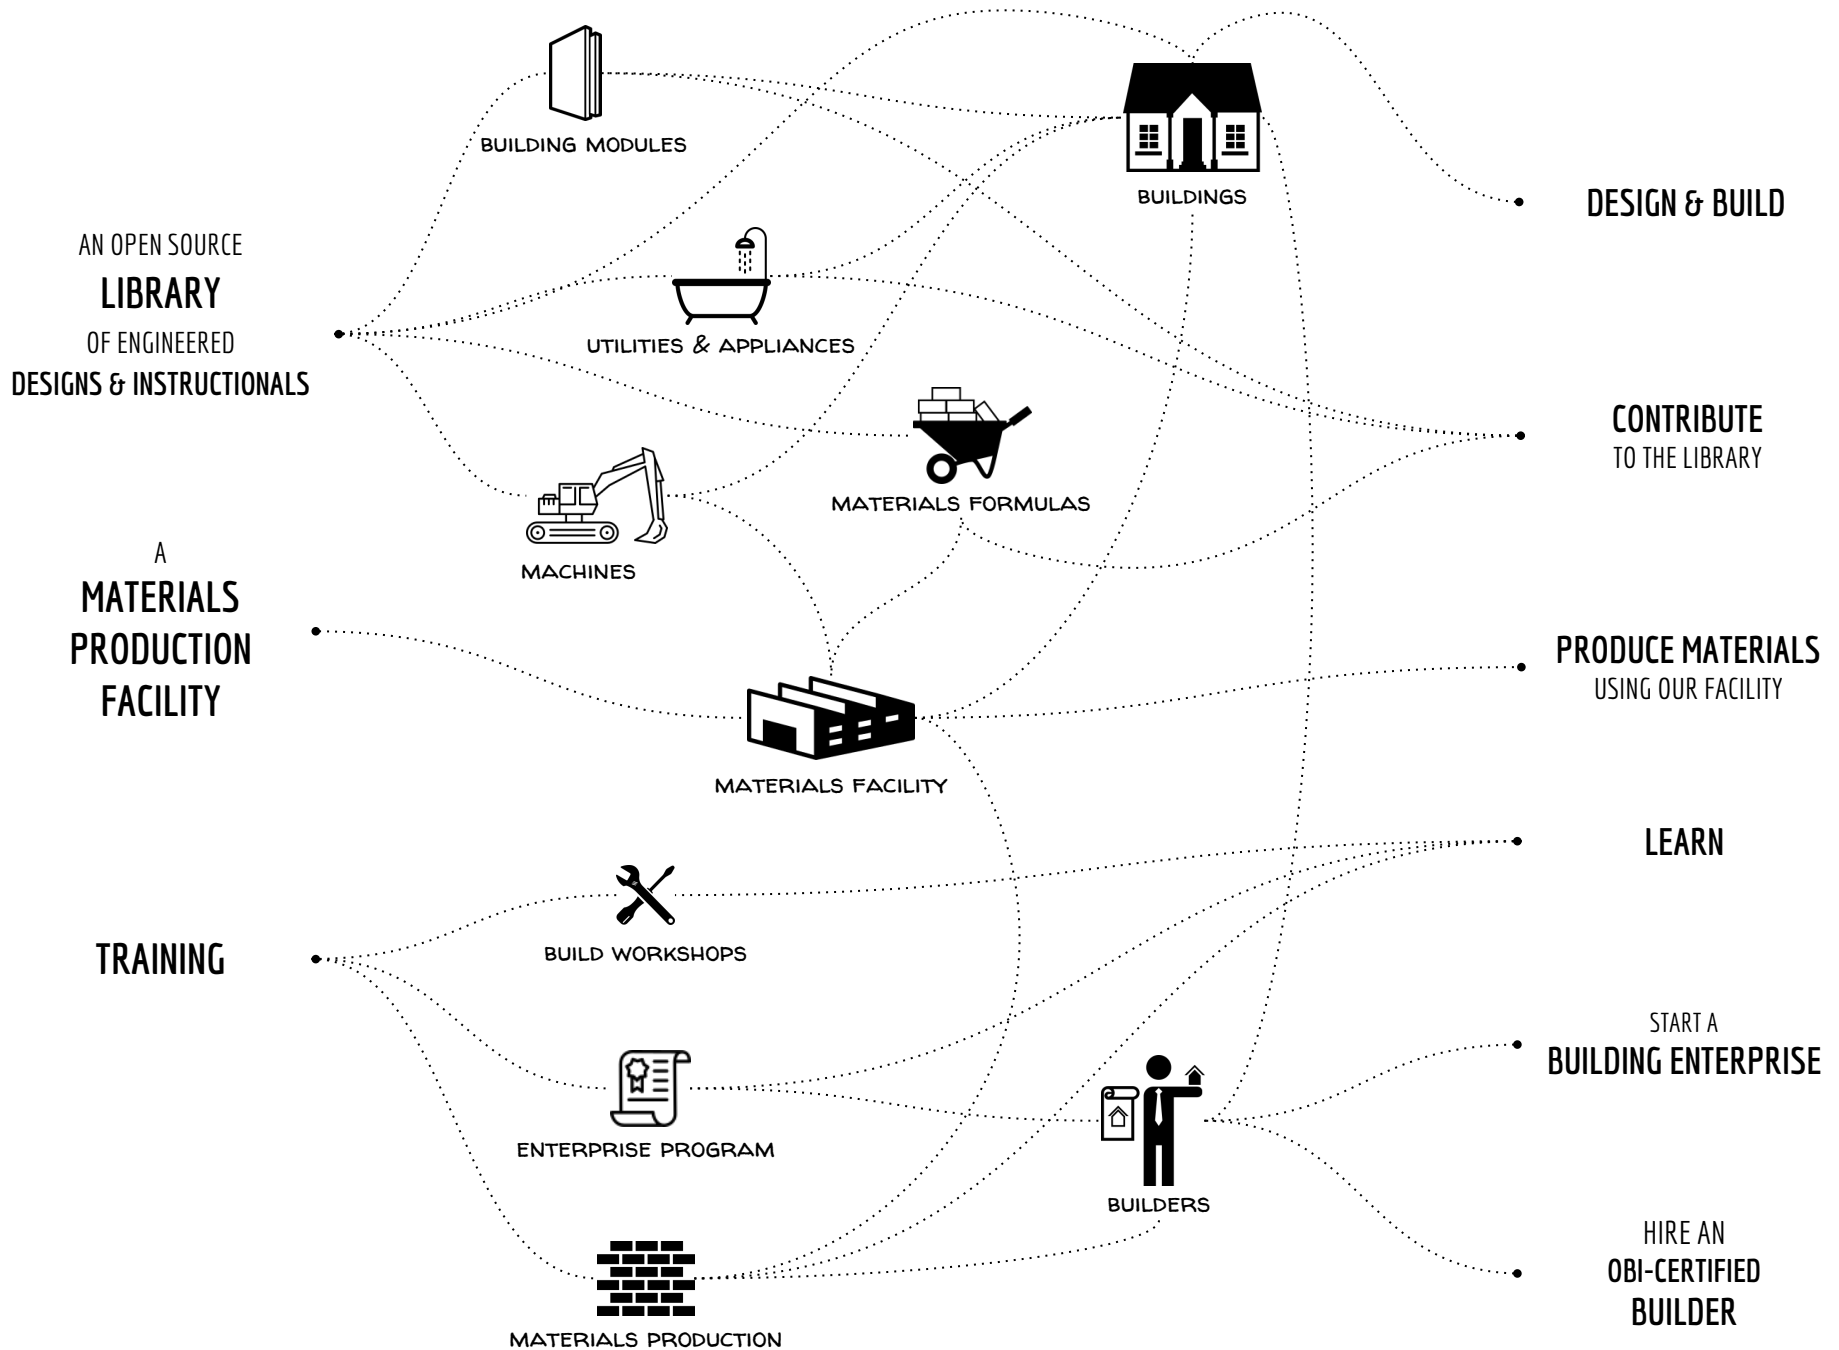 AN OPEN SOURCE
LIBRARY
OF ENGINEERED
DESIGNS & INSTRUCTIONALS
A
MATERIALS
PRODUCTION
FACILITY
TRAINING
BUILDING MODULES
UTILITIES & APPLIANCES
MACHINES
MATERIALS FORMULAS
BUILDINGS
MATERIALS FACILITY
BUILD WORKSHOPS
ENTERPRISE PROGRAM
MATERIALS PRODUCTION
BUILDERS
DESIGN & BUILD
CONTRIBUTE
TO THE LIBRARY
PRODUCE MATERIALS
USING OUR FACILITY
LEARN
START A
BUILDING ENTERPRISE
HIRE AN
OBI-CERTIFIED
BUILDER